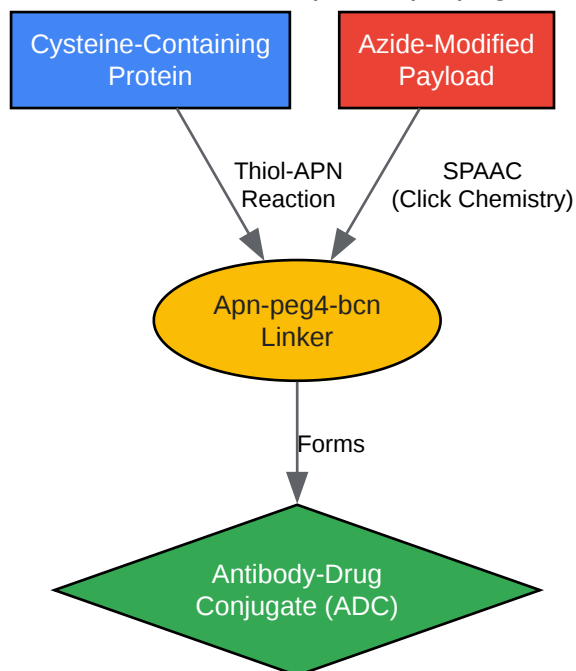 Cysteine-Containing
Protein
Azide-Modified
Payload
Thiol-APN
Reaction
SPAAC
(Click Chemistry)
Apn-peg4-bcn
Linker
Forms
Antibody-Drug
Conjugate (ADC)